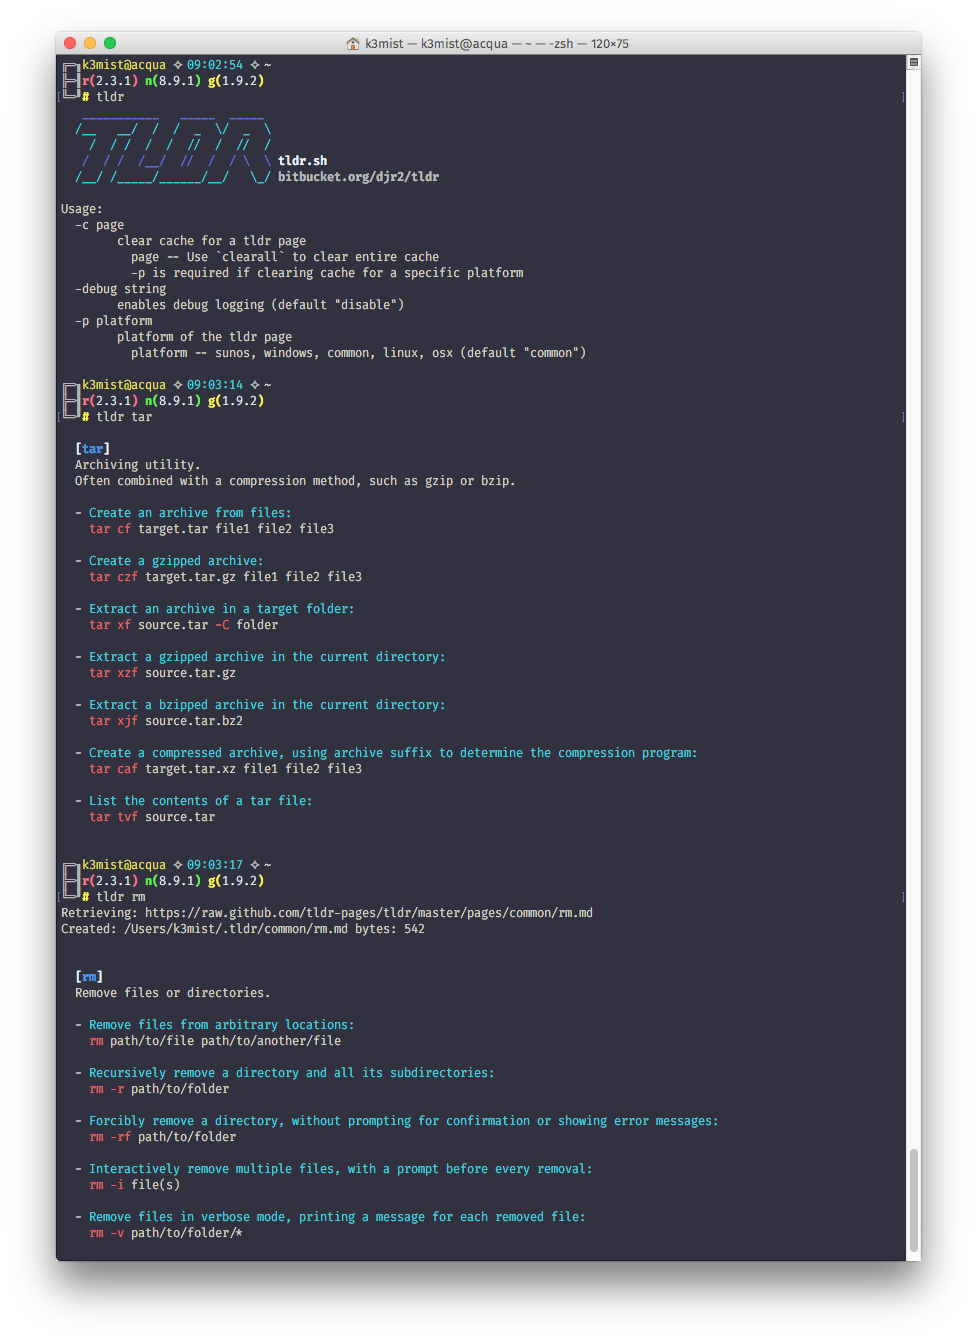 k3mist — k3mist@acqua — ~ — -zsh — 120×75
k3mist@acqua ✧ 09:02:54 ✧ ~
r(2.3.1) n(8.9.1) g(1.9.2)
# tldr
tldr.sh
bitbucket.org/djr2/tldr
Usage:
-c page
clear cache for a tldr page
page -- Use `clearall` to clear entire cache
-p is required if clearing cache for a specific platform
-debug string
enables debug logging (default "disable")
-p platform
platform of the tldr page
platform -- sunos, windows, common, linux, osx (default "common")
k3mist@acqua ✧ 09:03:14 ✧ ~
r(2.3.1) n(8.9.1) g(1.9.2)
# tldr tar
[tar]
Archiving utility.
Often combined with a compression method, such as gzip or bzip.
- Create an archive from files:
tar cf target.tar file1 file2 file3
- Create a gzipped archive:
tar czf target.tar.gz file1 file2 file3
- Extract an archive in a target folder:
tar xf source.tar -C folder
- Extract a gzipped archive in the current directory:
tar xzf source.tar.gz
- Extract a bzipped archive in the current directory:
tar xjf source.tar.bz2
- Create a compressed archive, using archive suffix to determine the compression program:
tar caf target.tar.xz file1 file2 file3
- List the contents of a tar file:
tar tvf source.tar
k3mist@acqua ✧ 09:03:17 ✧ ~
r(2.3.1) n(8.9.1) g(1.9.2)
# tldr rm
Retrieving: https://raw.github.com/tldr-pages/tldr/master/pages/common/rm.md
Created: /Users/k3mist/.tldr/common/rm.md bytes: 542
[rm]
Remove files or directories.
- Remove files from arbitrary locations:
rm path/to/file path/to/another/file
- Recursively remove a directory and all its subdirectories:
rm -r path/to/folder
- Forcibly remove a directory, without prompting for confirmation or showing error messages:
rm -rf path/to/folder
- Interactively remove multiple files, with a prompt before every removal:
rm -i file(s)
- Remove files in verbose mode, printing a message for each removed file:
rm -v path/to/folder/*